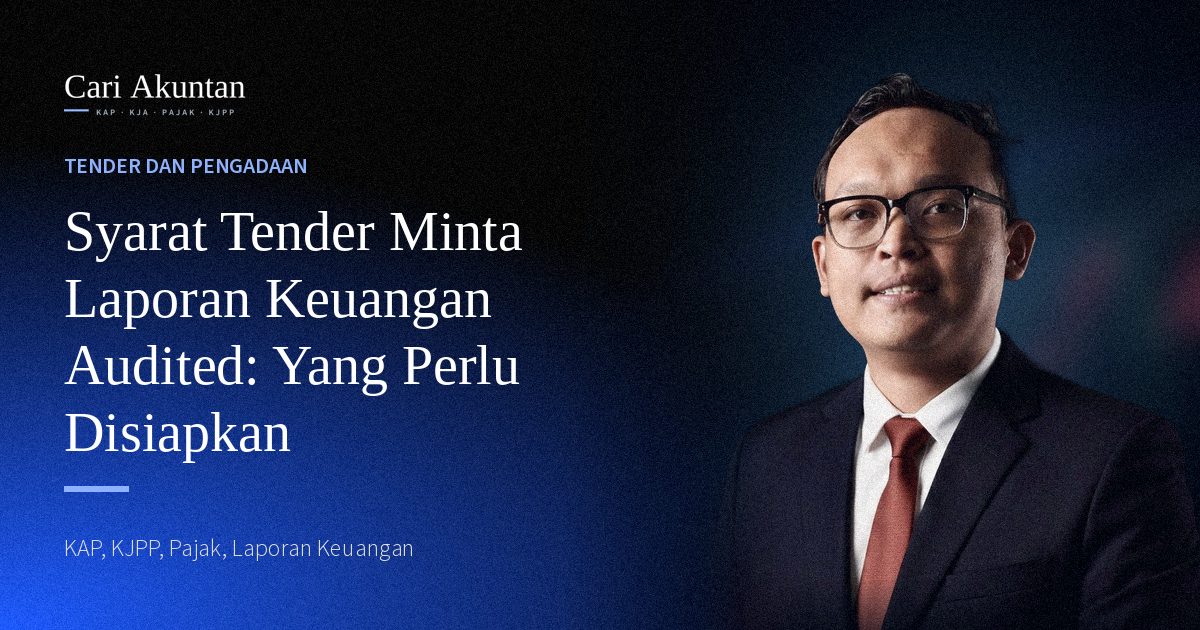 Cari Akuntan
KAP · KJA · PAJAK · KJPP
TENDER DAN PENGADAAN
Syarat Tender Minta
Laporan Keuangan
Audited: Yang Perlu
Disiapkan
KAP, KJPP, Pajak, Laporan Keuangan